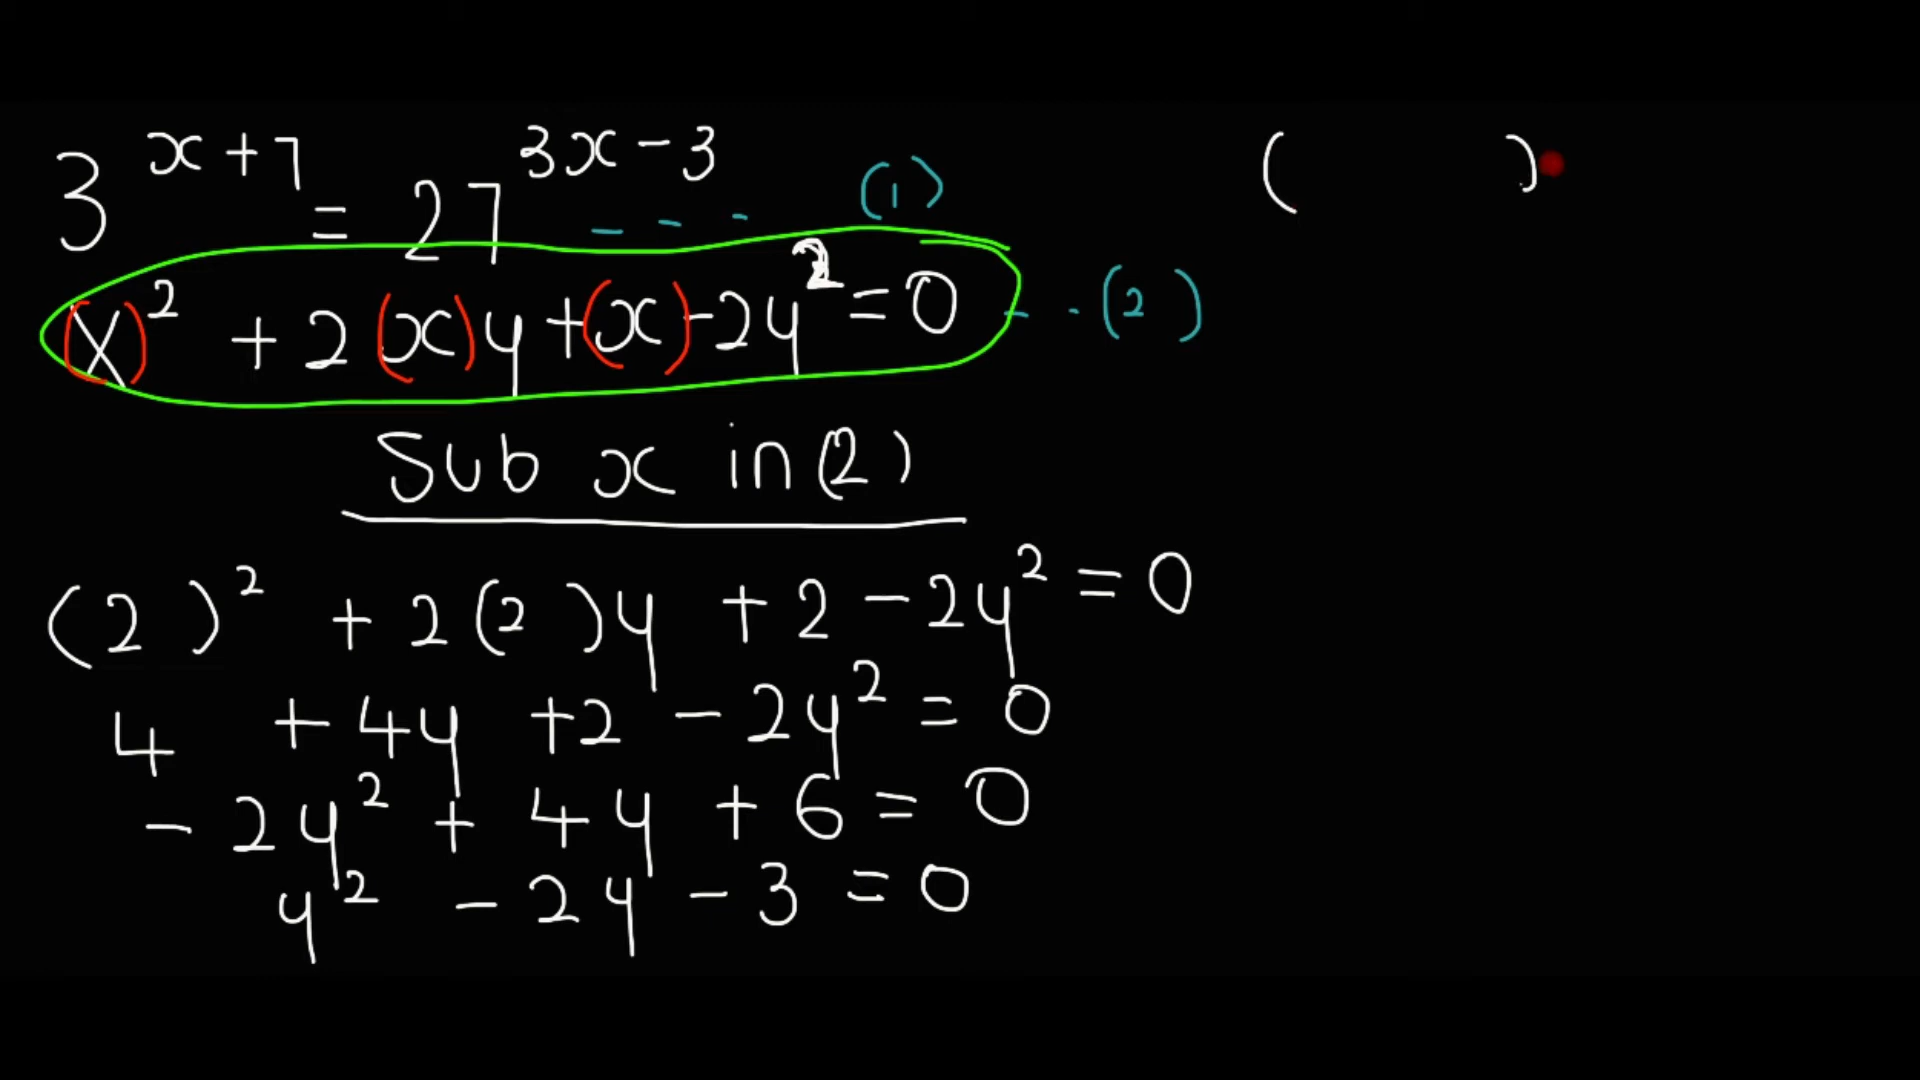 3^{x+7} = 27^{3x-3} - - - (1)
(x)^2 + 2(x)y + (x) - 2y^2 = 0 - - (2)
Sub x in (2)
(2)^2 + 2(2)y + 2 - 2y^2 = 0
4 + 4y + 2 - 2y^2 = 0
- 2y^2 + 4y + 6 = 0
y^2 - 2y - 3 = 0
( )